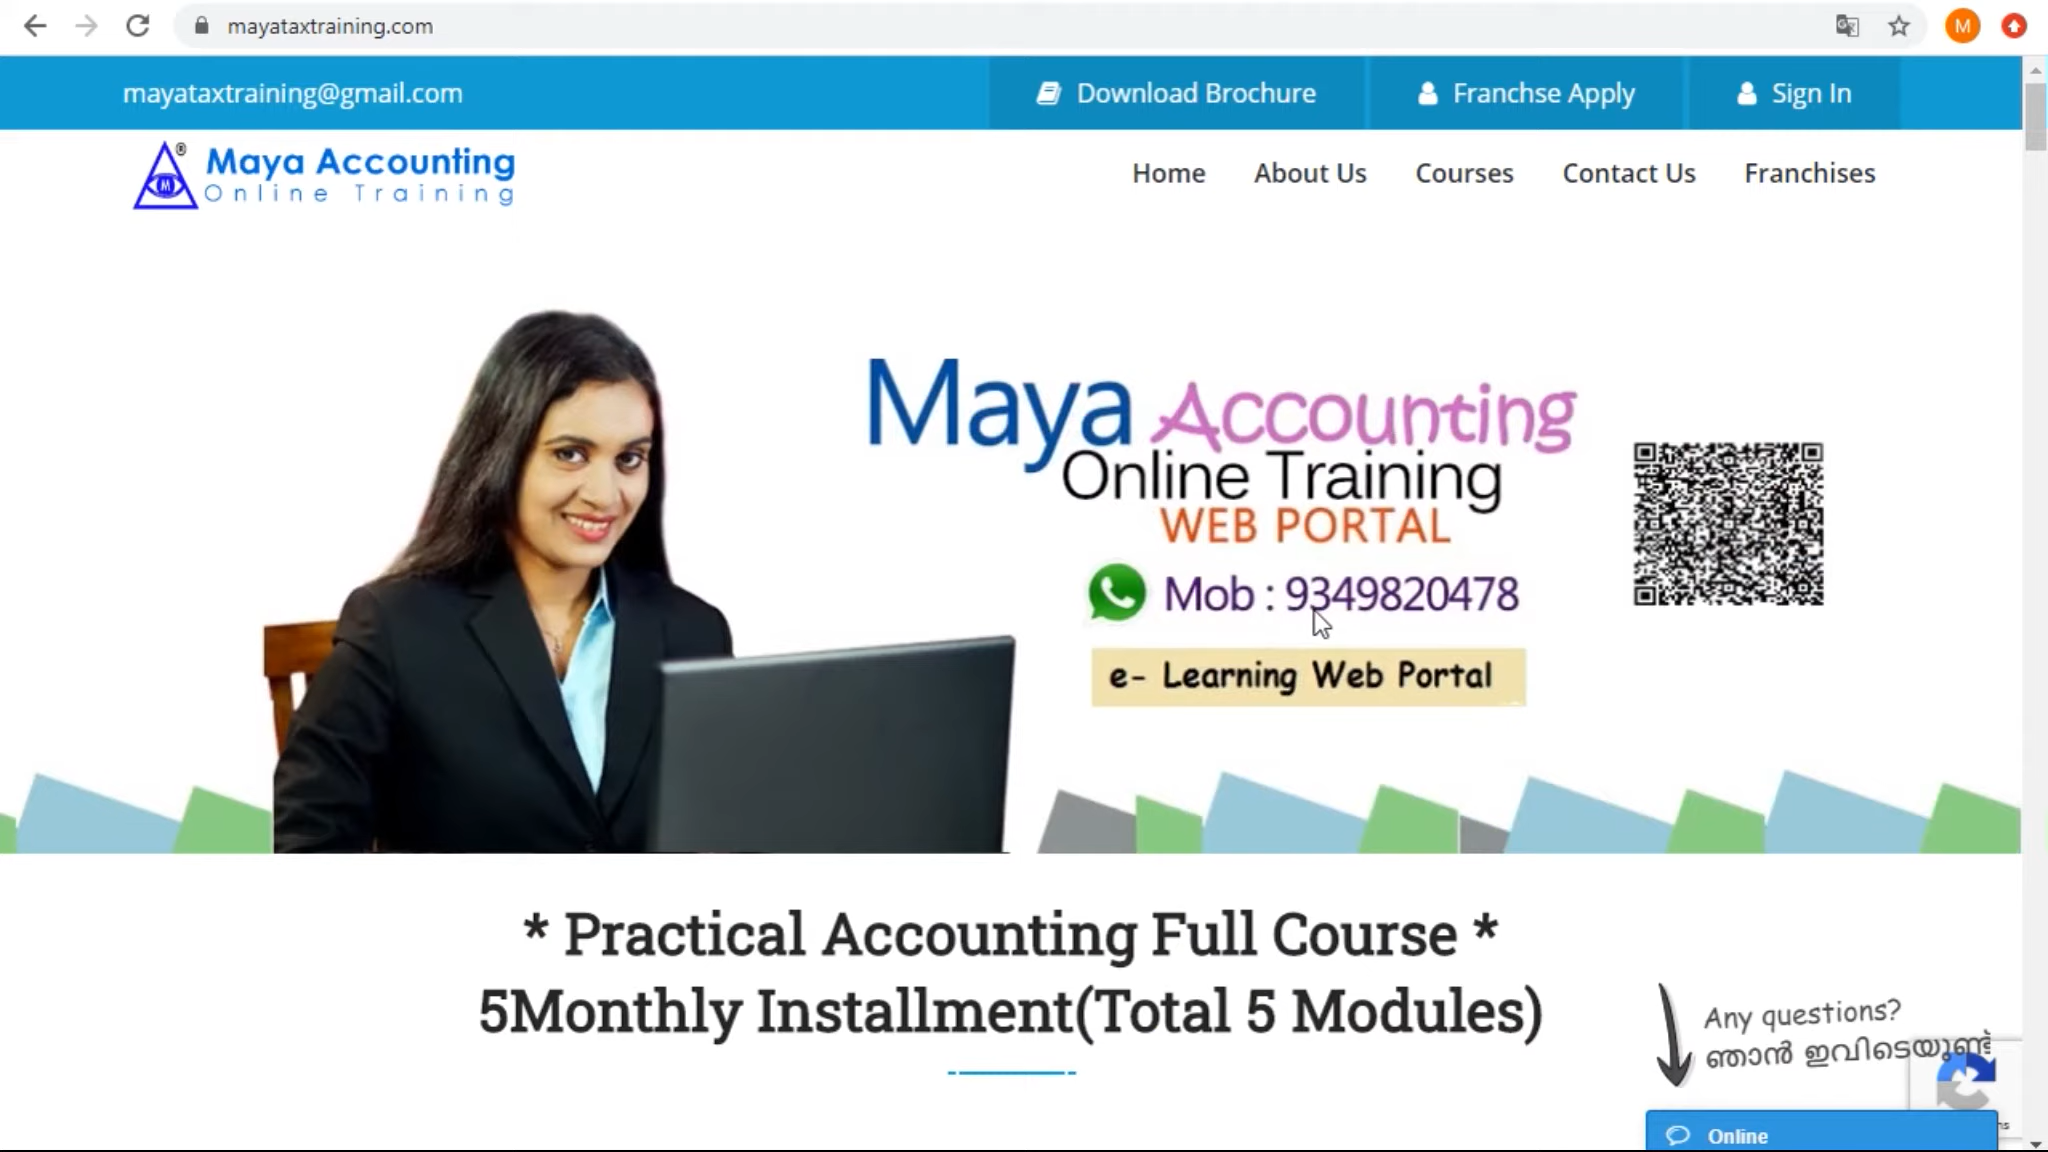 mayataxtraining.com
M
mayataxtraining@gmail.com
Download Brochure
Franchse Apply
Sign In
M ®
Maya Accounting
Online Training
Home
About Us
Courses
Contact Us
Franchises
Maya Accounting
Online Training
WEB PORTAL
Mob : 9349820478
e- Learning Web Portal
* Practical Accounting Full Course *
5Monthly Installment(Total 5 Modules)
Any questions?
ഞാൻ ഇവിടെയുണ്ട്
Online